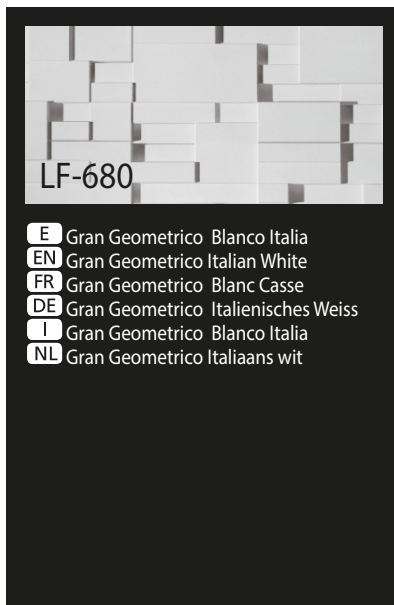 LF-680
E Gran Geometrico Blanco Italia
EN Gran Geometrico Italian White
FR Gran Geometrico Blanc Casse
DE Gran Geometrico Italienisches Weiss
I Gran Geometrico Blanco Italia
NL Gran Geometrico Italiaans wit